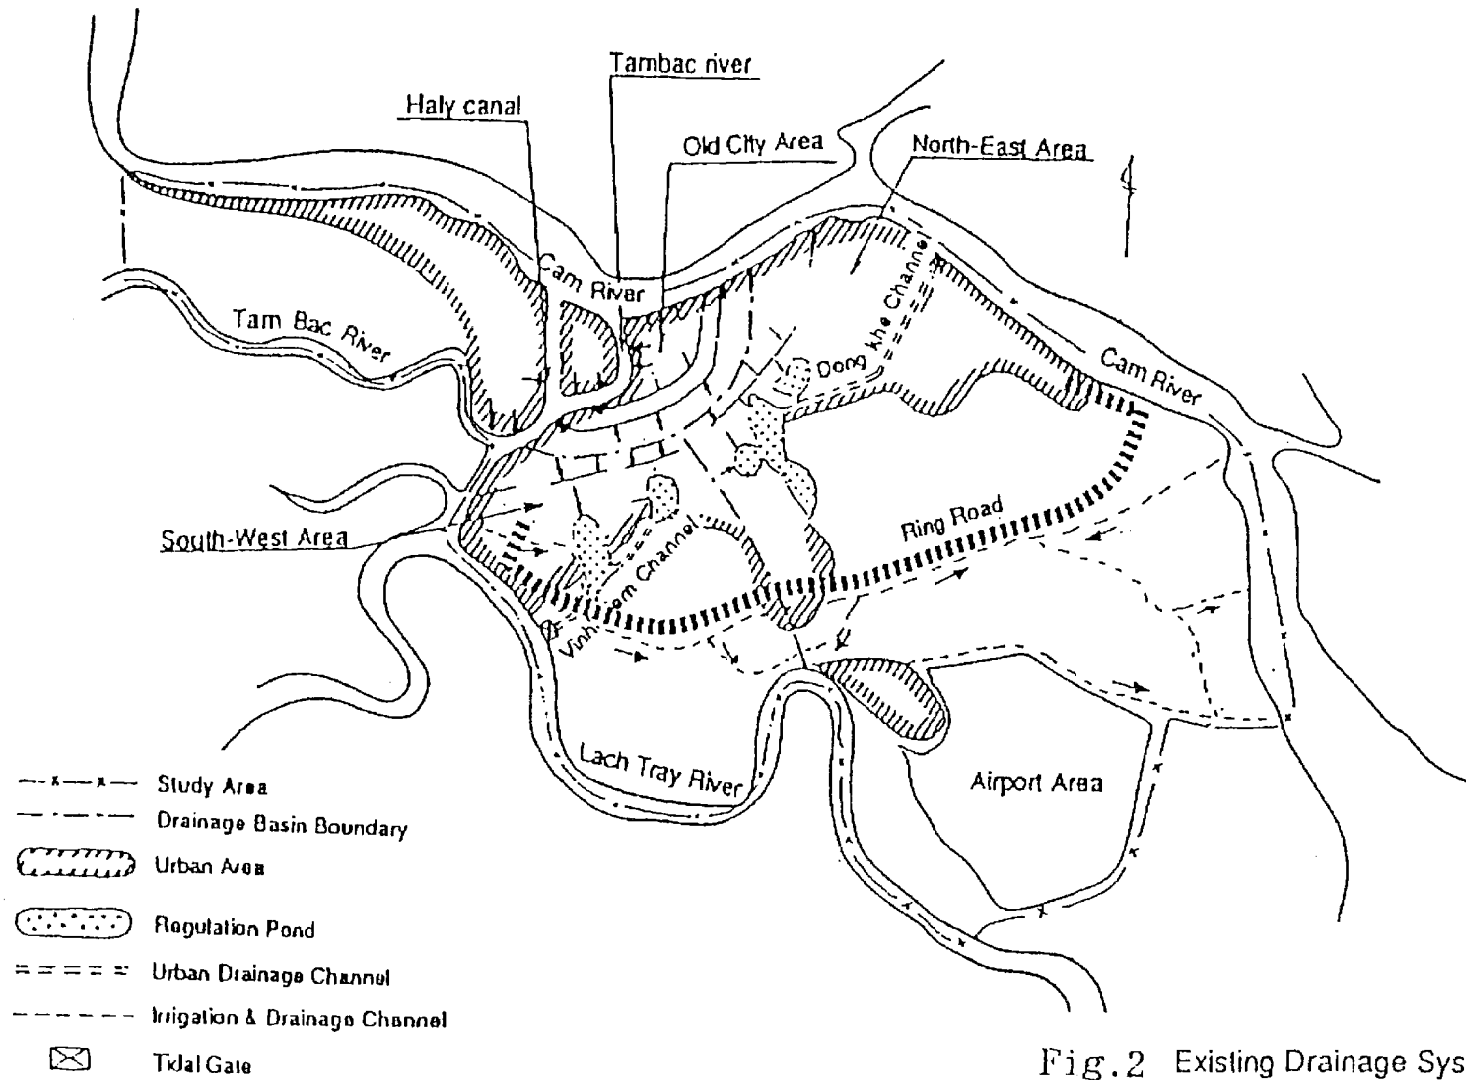 Tambac river
Haly canal
Old City Area
North-East Area
Cam River
Tam Bac River
Dong khe Channel
Cam River
Ring Road
South-West Area
Channel
Lach Tray River
Airport Area
Study Area
Drainage Basin Boundary
Urban Area
Regulation Pond
Urban Drainage Channel
Irrigation & Drainage Channel
Tidal Gate
Fig.2 Existing Drainage Sys